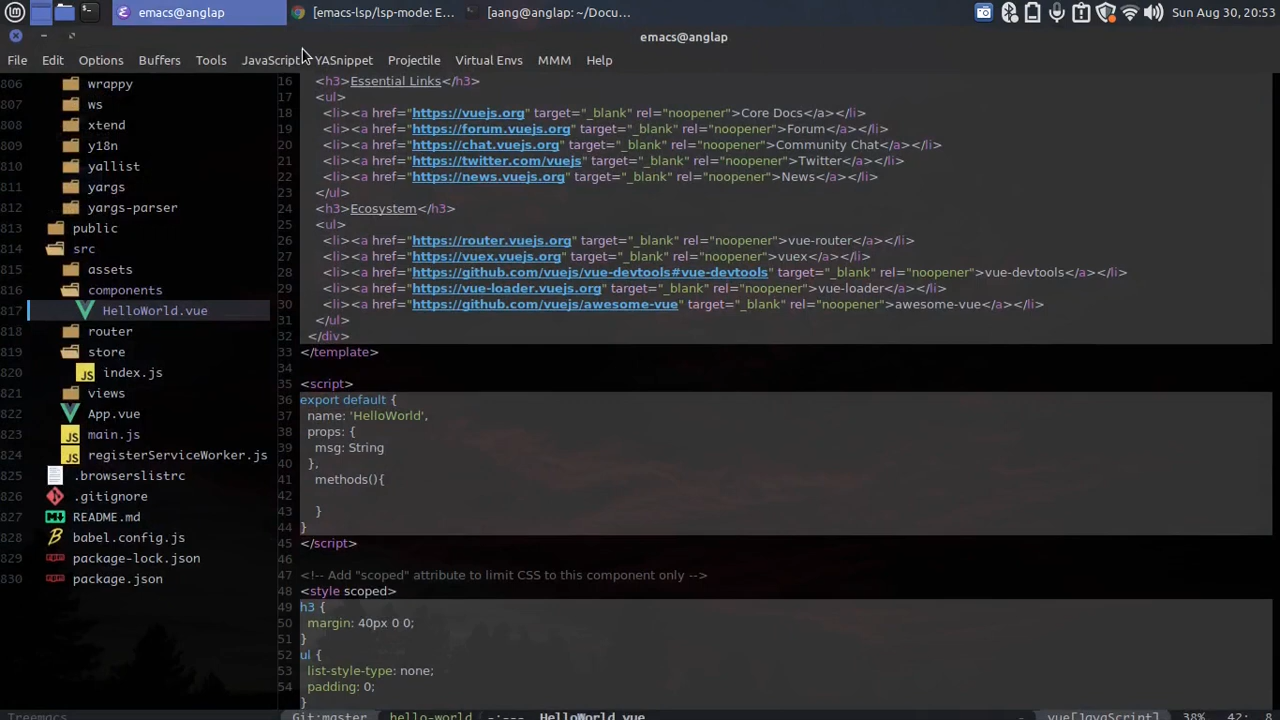 emacs@anglap
[emacs-lsp/lsp-mode: E...
[aang@anglap: ~/Docu...
Sun Aug 30, 20:53
emacs@anglap
File Edit Options Buffers Tools JavaScript YASnippet Projectile Virtual Envs MMM Help
806 wrappy
807 ws
808 xtend
809 y18n
810 yallist
811 yargs
812 yargs-parser
813 public
814 src
815 assets
816 components
817 HelloWorld.vue
818 router
819 store
820 JS index.js
821 views
822 App.vue
823 JS main.js
824 JS registerServiceWorker.js
825 .browserslistrc
826 .gitignore
827 README.md
828 babel.config.js
829 package-lock.json
830 package.json
Treemacs
16 <h3>Essential Links</h3>
17 <ul>
18 <li><a href="https://vuejs.org" target="_blank" rel="noopener">Core Docs</a></li>
19 <li><a href="https://forum.vuejs.org" target="_blank" rel="noopener">Forum</a></li>
20 <li><a href="https://chat.vuejs.org" target="_blank" rel="noopener">Community Chat</a></li>
21 <li><a href="https://twitter.com/vuejs" target="_blank" rel="noopener">Twitter</a></li>
22 <li><a href="https://news.vuejs.org" target="_blank" rel="noopener">News</a></li>
23 </ul>
24 <h3>Ecosystem</h3>
25 <ul>
26 <li><a href="https://router.vuejs.org" target="_blank" rel="noopener">vue-router</a></li>
27 <li><a href="https://vuex.vuejs.org" target="_blank" rel="noopener">vuex</a></li>
28 <li><a href="https://github.com/vuejs/vue-devtools#vue-devtools" target="_blank" rel="noopener">vue-devtools</a></li>
29 <li><a href="https://vue-loader.vuejs.org" target="_blank" rel="noopener">vue-loader</a></li>
30 <li><a href="https://github.com/vuejs/awesome-vue" target="_blank" rel="noopener">awesome-vue</a></li>
31 </ul>
32 </div>
33 </template>
34
35 <script>
36 export default {
37 name: 'HelloWorld',
38 props: {
39 msg: String
40 },
41 methods(){
42
43 }
44 }
45 </script>
46
47 <!-- Add "scoped" attribute to limit CSS to this component only -->
48 <style scoped>
49 h3 {
50 margin: 40px 0 0;
51 }
52 ul {
53 list-style-type: none;
54 padding: 0;
}
Git:master hello-world -:--- HelloWorld.vue vue[JavaScript] 38% 42: 8